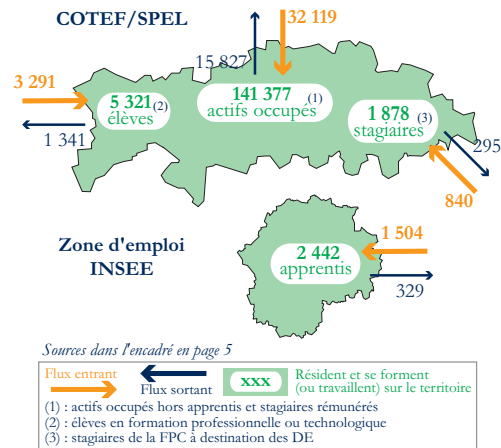 COTEF/SPEL
32 119
15 827
3 291
5 321 (2)
élèves
141 377 (1)
actifs occupés
1 878 (3)
stagiaires
1 341
295
840
Zone d'emploi
INSEE
1 504
2 442
apprentis
329
Sources dans l'encadré en page 5
Flux entrant
Flux sortant
xxx
Résident et se forment
(ou travaillent) sur le territoire
(1) : actifs occupés hors apprentis et stagiaires rémunérés
(2) : élèves en formation professionelle ou technologique
(3) : stagiaires de la FPC à destination des DE